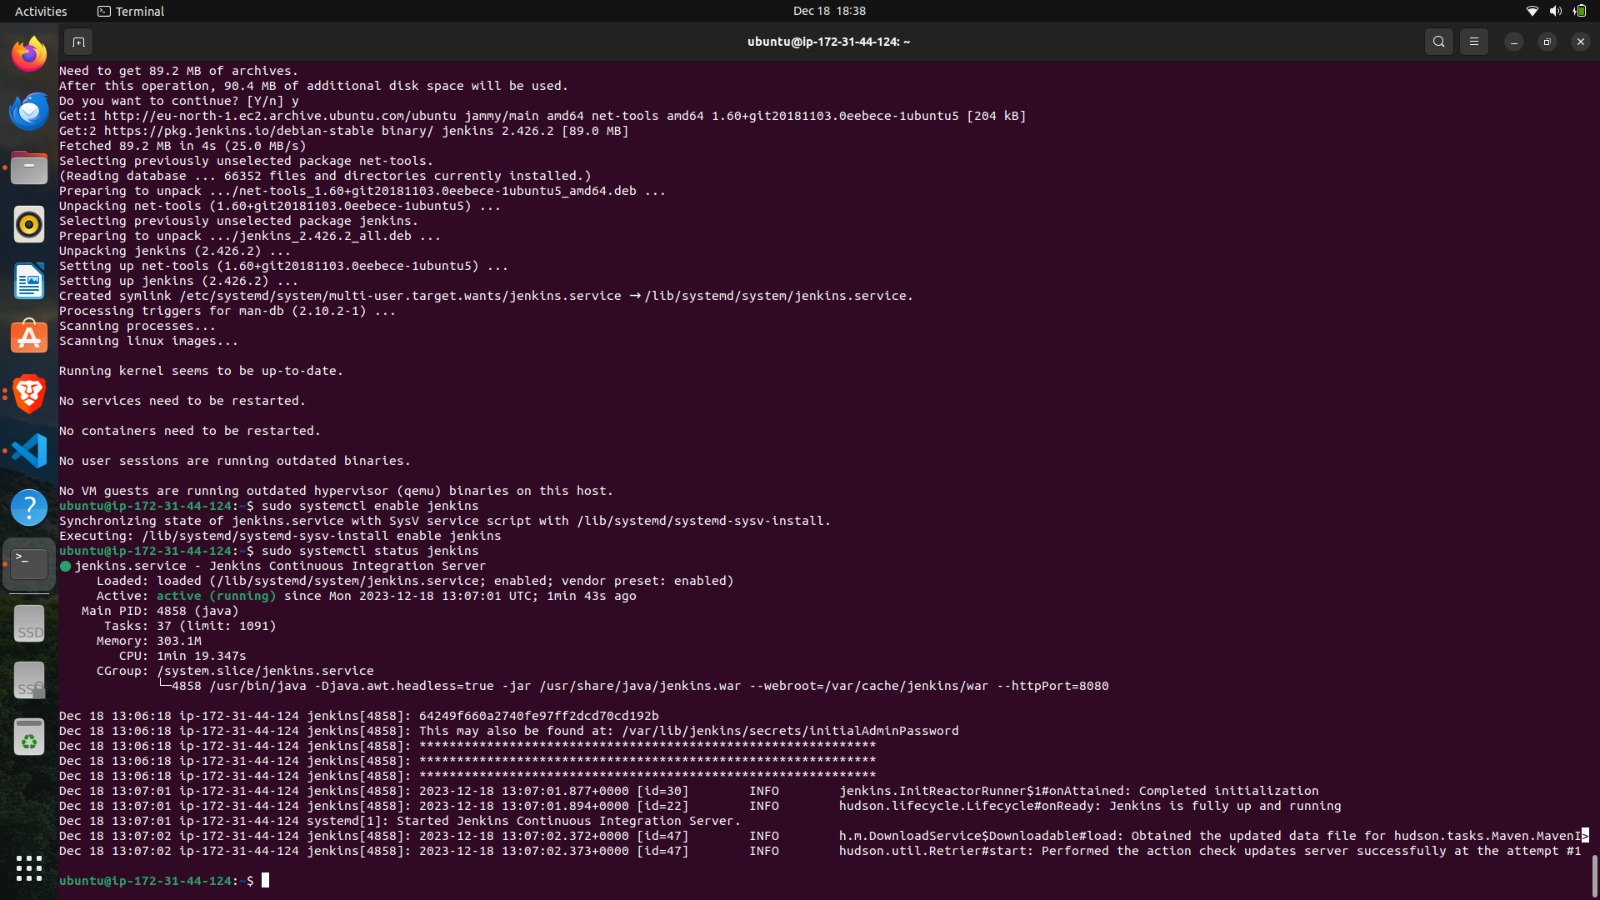 Activities Terminal Dec 18 18:38
ubuntu@ip-172-31-44-124: ~
Need to get 89.2 MB of archives.
After this operation, 90.4 MB of additional disk space will be used.
Do you want to continue? [Y/n] y
Get:1 http://eu-north-1.ec2.archive.ubuntu.com/ubuntu jammy/main amd64 net-tools amd64 1.60+git20181103.0eebece-1ubuntu5 [204 kB]
Get:2 https://pkg.jenkins.io/debian-stable binary/ jenkins 2.426.2 [89.0 MB]
Fetched 89.2 MB in 4s (25.0 MB/s)
Selecting previously unselected package net-tools.
(Reading database ... 66352 files and directories currently installed.)
Preparing to unpack .../net-tools_1.60+git20181103.0eebece-1ubuntu5_amd64.deb ...
Unpacking net-tools (1.60+git20181103.0eebece-1ubuntu5) ...
Selecting previously unselected package jenkins.
Preparing to unpack .../jenkins_2.426.2_all.deb ...
Unpacking jenkins (2.426.2) ...
Setting up net-tools (1.60+git20181103.0eebece-1ubuntu5) ...
Setting up jenkins (2.426.2) ...
Created symlink /etc/systemd/system/multi-user.target.wants/jenkins.service → /lib/systemd/system/jenkins.service.
Processing triggers for man-db (2.10.2-1) ...
Scanning processes...
Scanning linux images...
Running kernel seems to be up-to-date.
No services need to be restarted.
No containers need to be restarted.
No user sessions are running outdated binaries.
No VM guests are running outdated hypervisor (qemu) binaries on this host.
ubuntu@ip-172-31-44-124:~$ sudo systemctl enable jenkins
Synchronizing state of jenkins.service with SysV service script with /lib/systemd/systemd-sysv-install.
Executing: /lib/systemd/systemd-sysv-install enable jenkins
ubuntu@ip-172-31-44-124:~$ sudo systemctl status jenkins
● jenkins.service - Jenkins Continuous Integration Server
Loaded: loaded (/lib/systemd/system/jenkins.service; enabled; vendor preset: enabled)
Active: active (running) since Mon 2023-12-18 13:07:01 UTC; 1min 43s ago
Main PID: 4858 (java)
Tasks: 37 (limit: 1091)
Memory: 303.1M
CPU: 1min 19.347s
CGroup: /system.slice/jenkins.service
└─4858 /usr/bin/java -Djava.awt.headless=true -jar /usr/share/java/jenkins.war --webroot=/var/cache/jenkins/war --httpPort=8080
Dec 18 13:06:18 ip-172-31-44-124 jenkins[4858]: 64249f660a2740fe97ff2dcd70cd192b
Dec 18 13:06:18 ip-172-31-44-124 jenkins[4858]: This may also be found at: /var/lib/jenkins/secrets/initialAdminPassword
Dec 18 13:06:18 ip-172-31-44-124 jenkins[4858]: *************************************************************
Dec 18 13:06:18 ip-172-31-44-124 jenkins[4858]: *************************************************************
Dec 18 13:06:18 ip-172-31-44-124 jenkins[4858]: *************************************************************
Dec 18 13:07:01 ip-172-31-44-124 jenkins[4858]: 2023-12-18 13:07:01.877+0000 [id=30] INFO jenkins.InitReactorRunner$1#onAttained: Completed initialization
Dec 18 13:07:01 ip-172-31-44-124 jenkins[4858]: 2023-12-18 13:07:01.894+0000 [id=22] INFO hudson.lifecycle.Lifecycle#onReady: Jenkins is fully up and running
Dec 18 13:07:01 ip-172-31-44-124 systemd[1]: Started Jenkins Continuous Integration Server.
Dec 18 13:07:02 ip-172-31-44-124 jenkins[4858]: 2023-12-18 13:07:02.372+0000 [id=47] INFO h.m.DownloadService$Downloadable#load: Obtained the updated data file for hudson.tasks.Maven.MavenI>
Dec 18 13:07:02 ip-172-31-44-124 jenkins[4858]: 2023-12-18 13:07:02.373+0000 [id=47] INFO hudson.util.Retrier#start: Performed the action check updates server successfully at the attempt #1
ubuntu@ip-172-31-44-124:~$
SSD
SSD